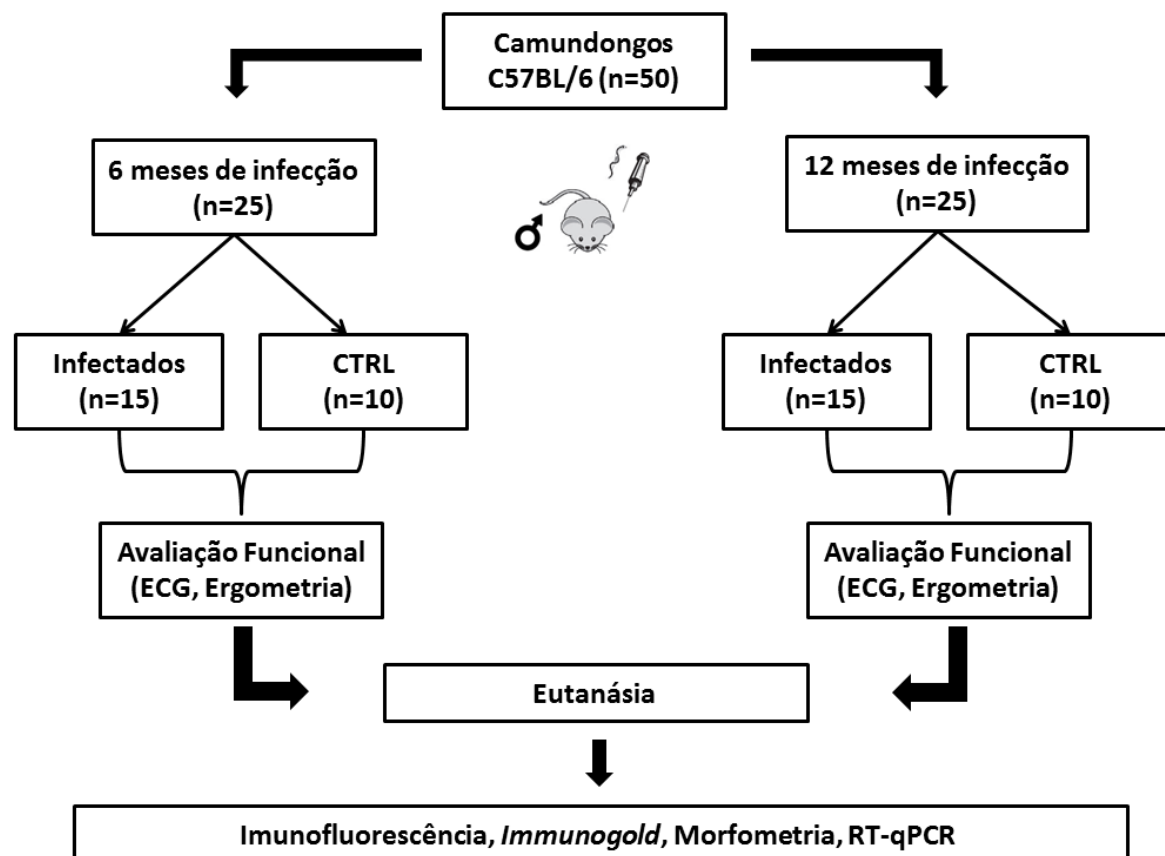 Camundongos
C57BL/6 (n=50)
6 meses de infecção
(n=25)
12 meses de infecção
(n=25)
Infectados
(n=15)
CTRL
(n=10)
Infectados
(n=15)
CTRL
(n=10)
Avaliação Funcional
(ECG, Ergometria)
Avaliação Funcional
(ECG, Ergometria)
Eutanásia
Imunofluorescência, Immunogold, Morfometria, RT-qPCR